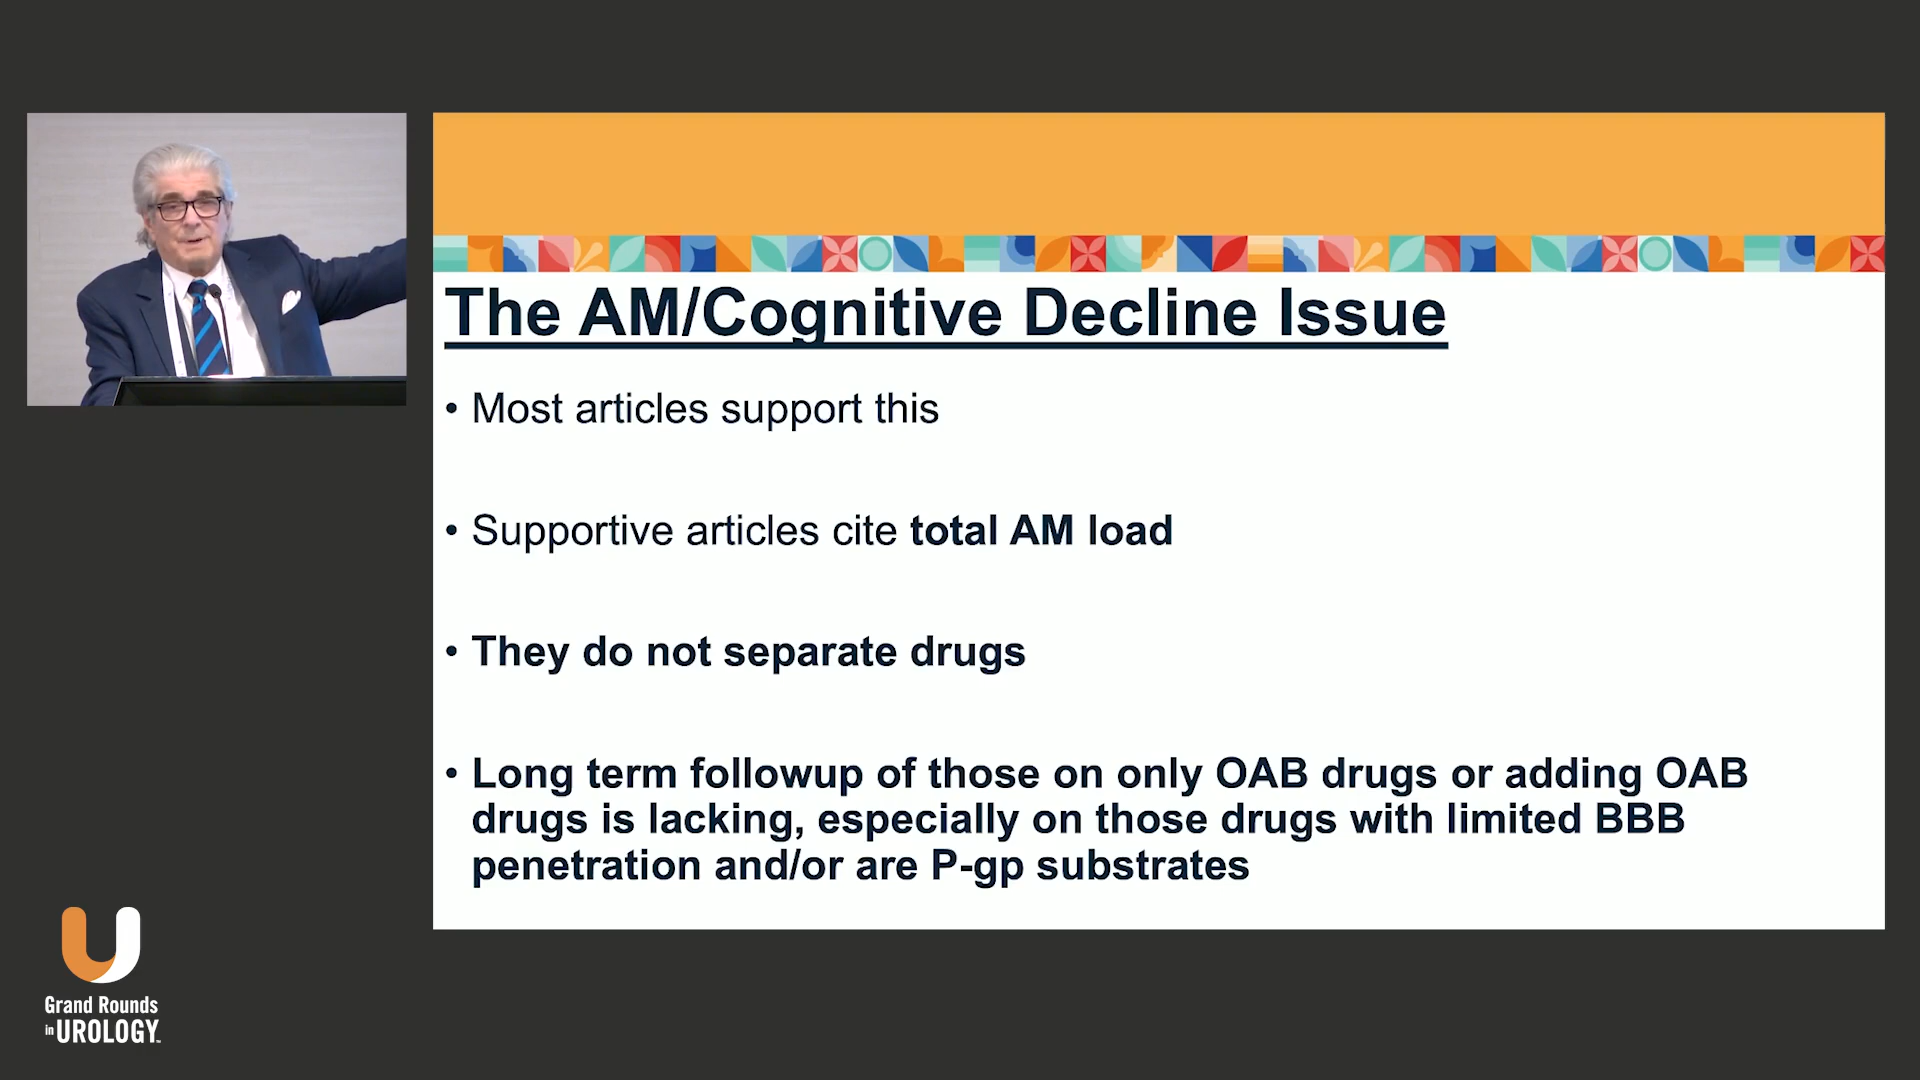 The AM/Cognitive Decline Issue
• Most articles support this
• Supportive articles cite total AM load
• They do not separate drugs
• Long term followup of those on only OAB drugs or adding OAB
drugs is lacking, especially on those drugs with limited BBB
penetration and/or are P-gp substrates
Grand Rounds
in UROLOGY™